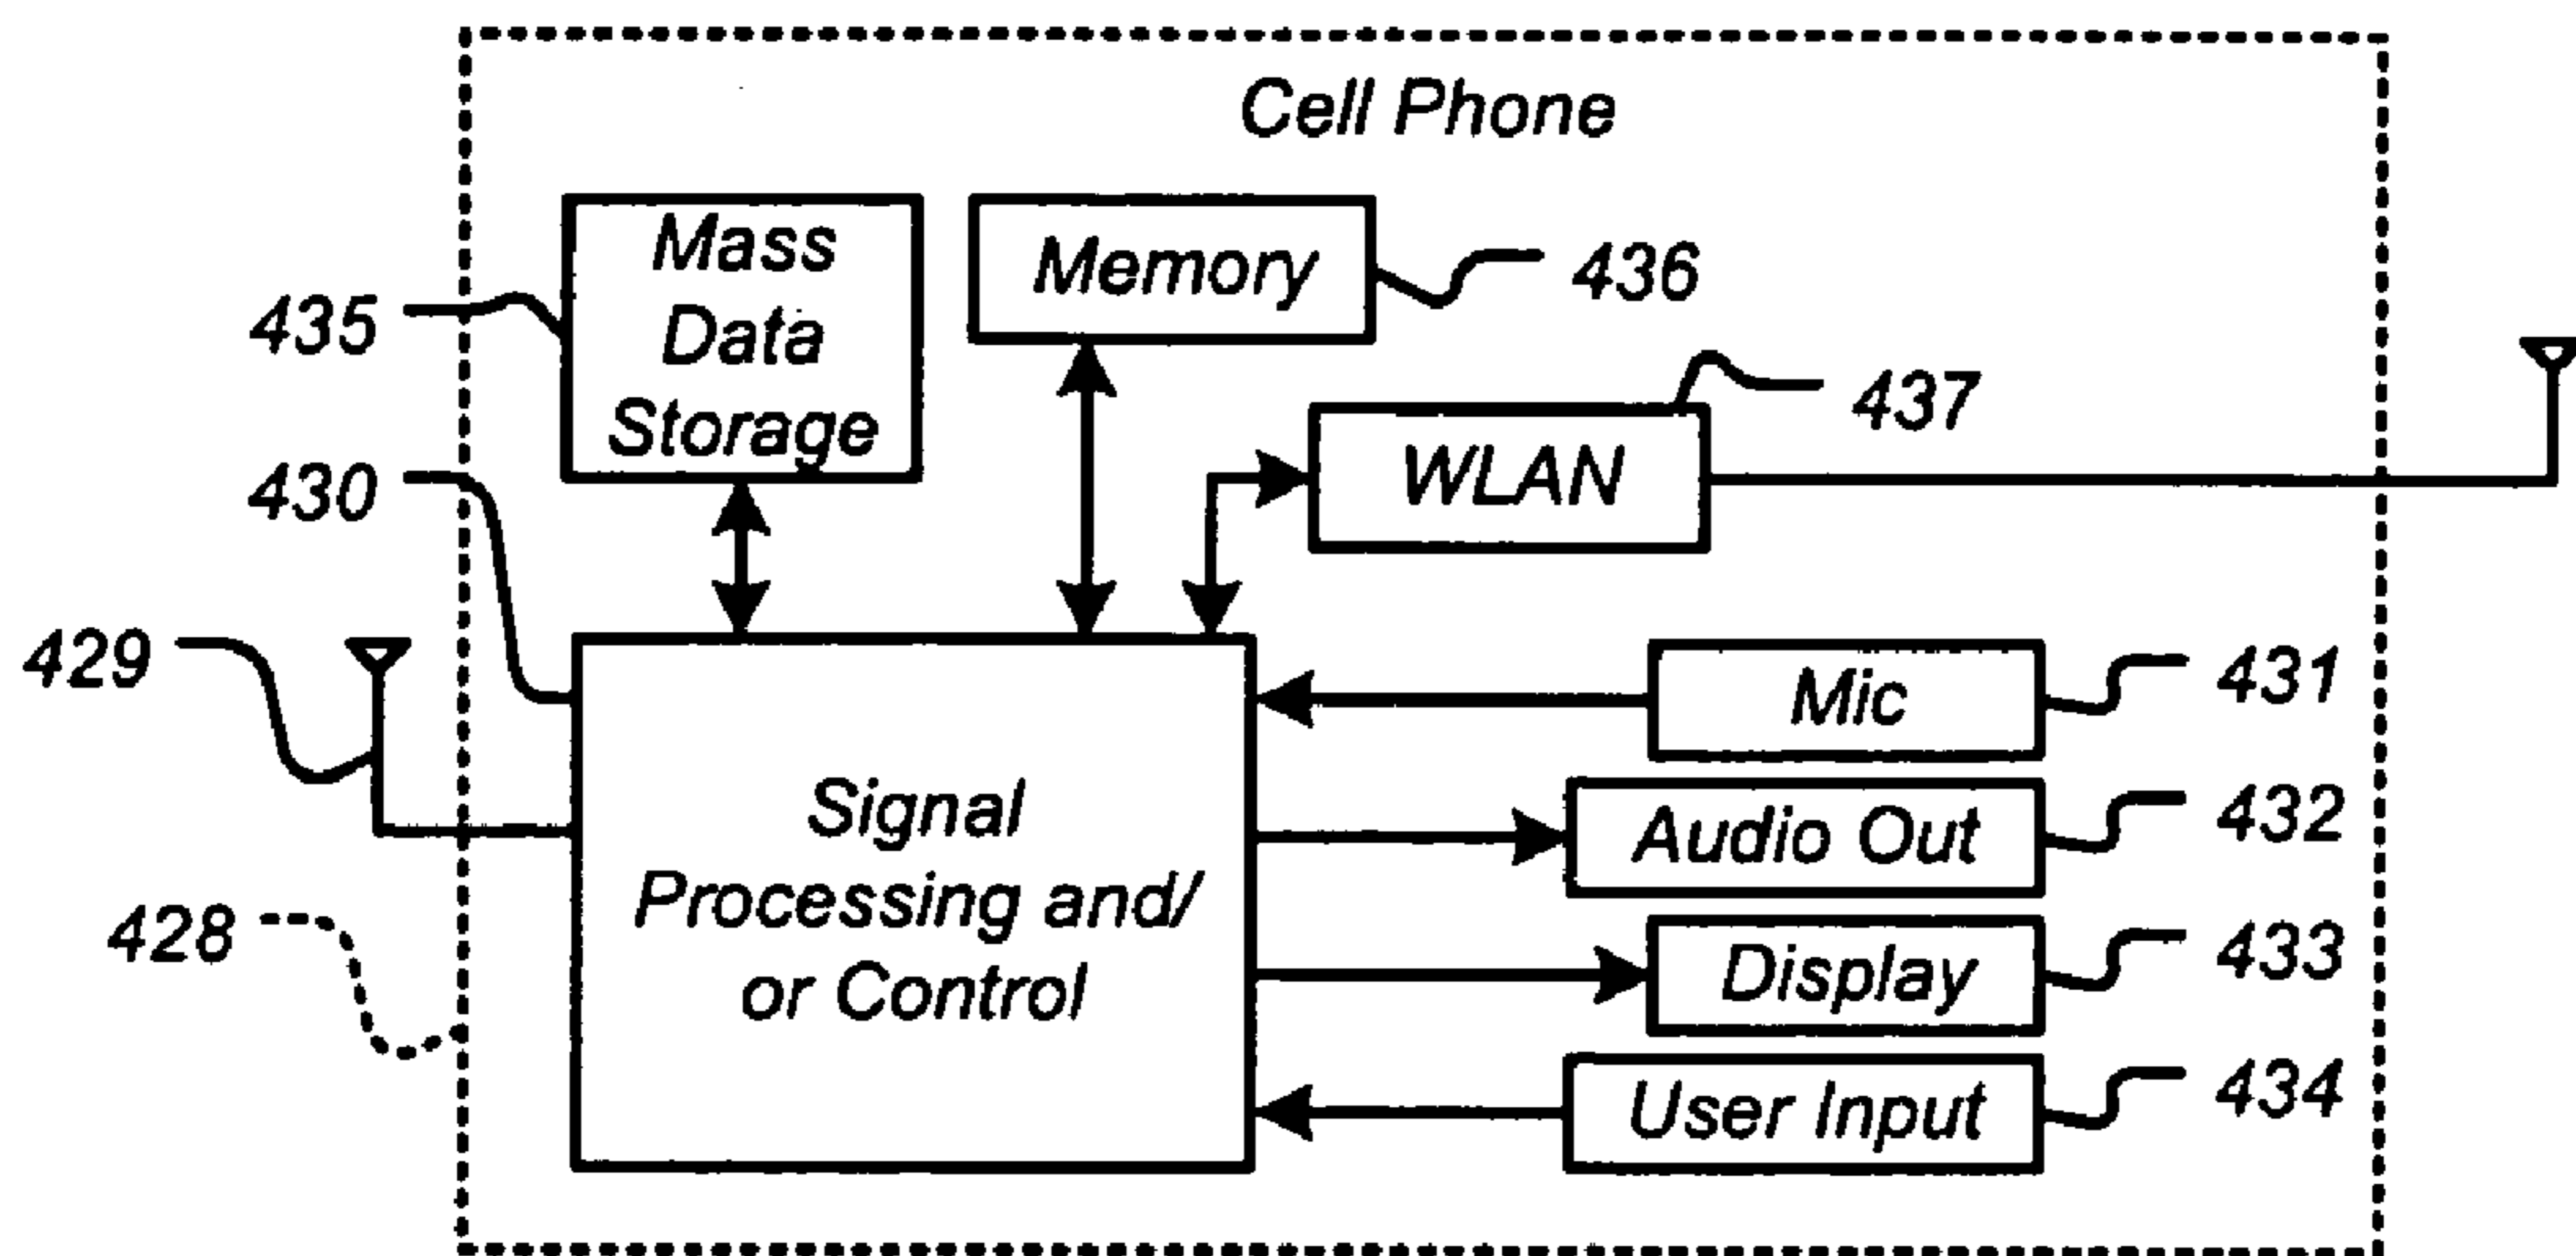 Cell Phone
Mass
Data
Storage
Memory
436
435
437
WLAN
430
429
Mic
431
Signal
Processing and/
or Control
Audio Out
432
428
Display
433
User Input
434